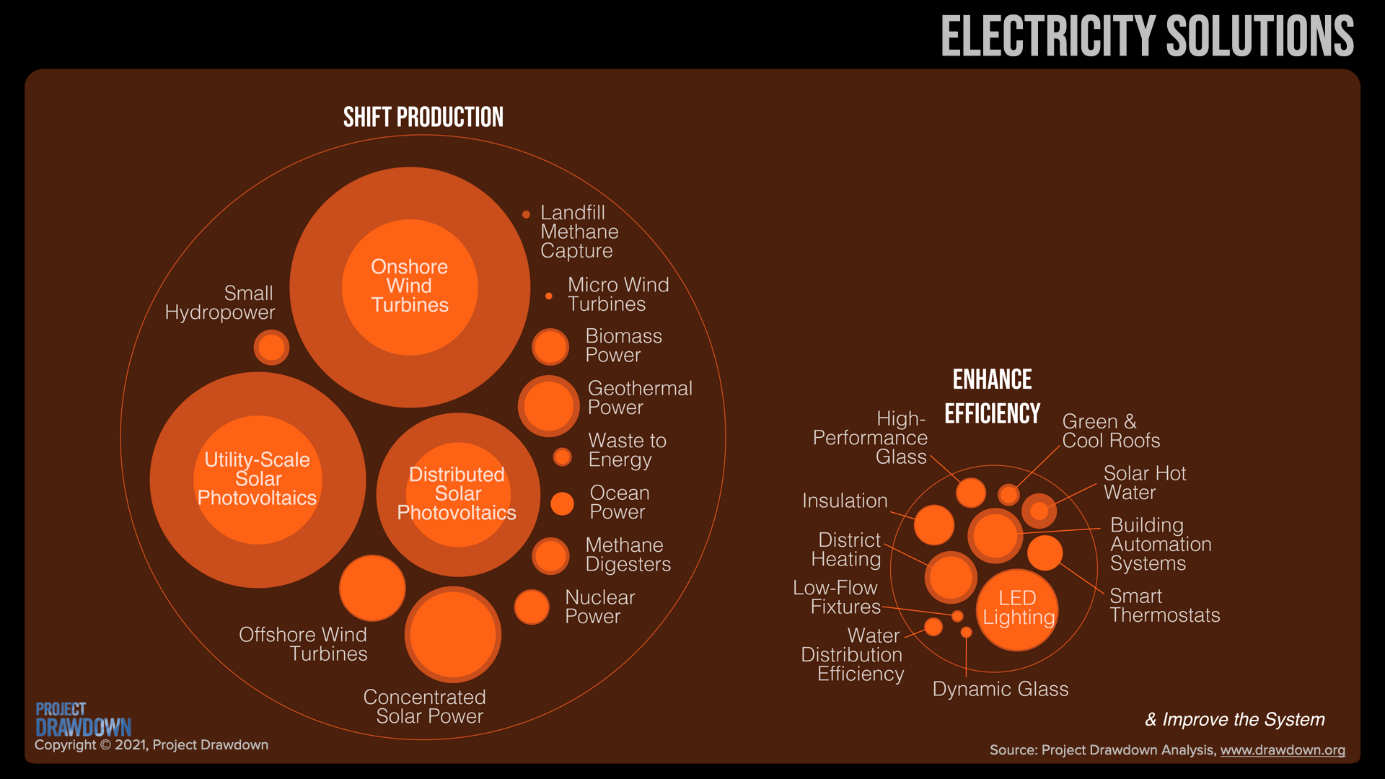 ELECTRICITY SOLUTIONS
SHIFT PRODUCTION
Onshore
Wind
Turbines
Landfill
Methane
Capture
Small
Hydropower
Micro Wind
Turbines
Biomass
Power
Geothermal
Power
Utility-Scale
Solar
Photovoltaics
Distributed
Solar
Photovoltaics
Waste to
Energy
Ocean
Power
Methane
Digesters
Nuclear
Power
Offshore Wind
Turbines
Concentrated
Solar Power
ENHANCE
EFFICIENCY
High-
Performance
Glass
Green &
Cool Roofs
Insulation
Solar Hot
Water
District
Heating
Building
Automation
Systems
Low-Flow
Fixtures
LED
Lighting
Smart
Thermostats
Water
Distribution
Efficiency
Dynamic Glass
& Improve the System
PROJECT
DRAWDOWN
Copyright © 2021, Project Drawdown
Source: Project Drawdown Analysis, www.drawdown.org